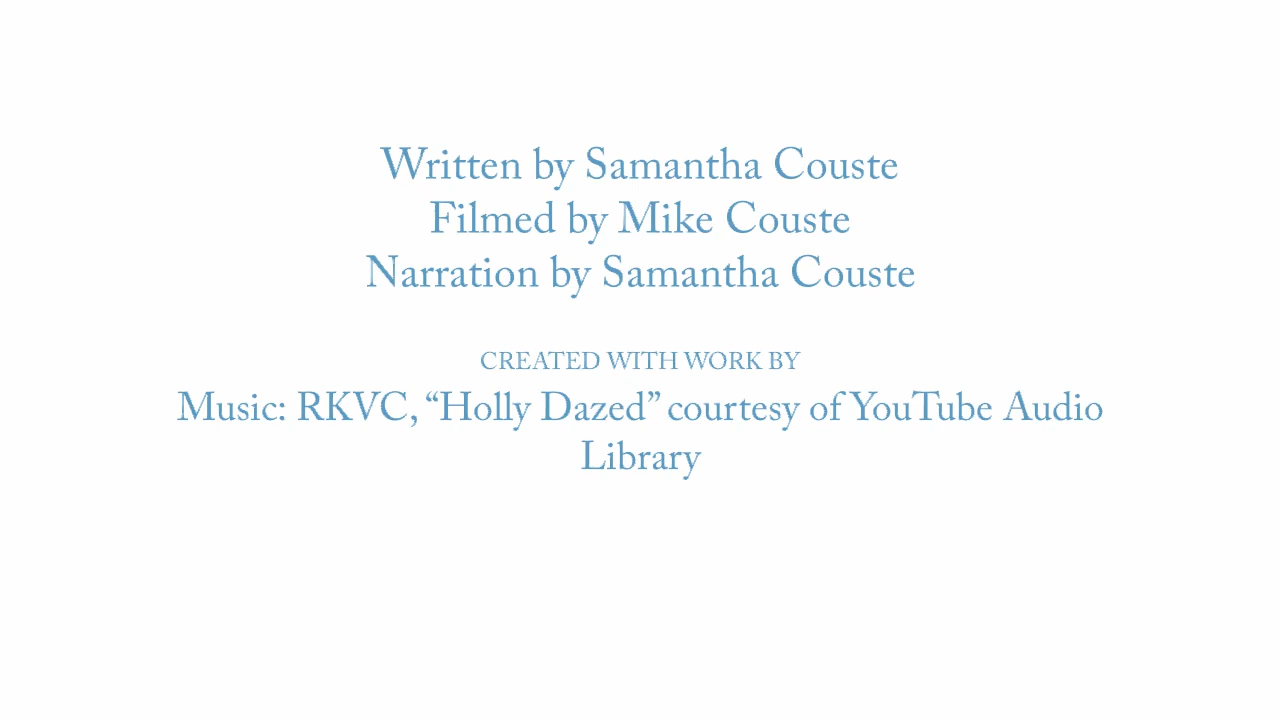 Written by Samantha Couste
Filmed by Mike Couste
Narration by Samantha Couste
CREATED WITH WORK BY
Music: RKVC, “Holly Dazed” courtesy of YouTube Audio
Library